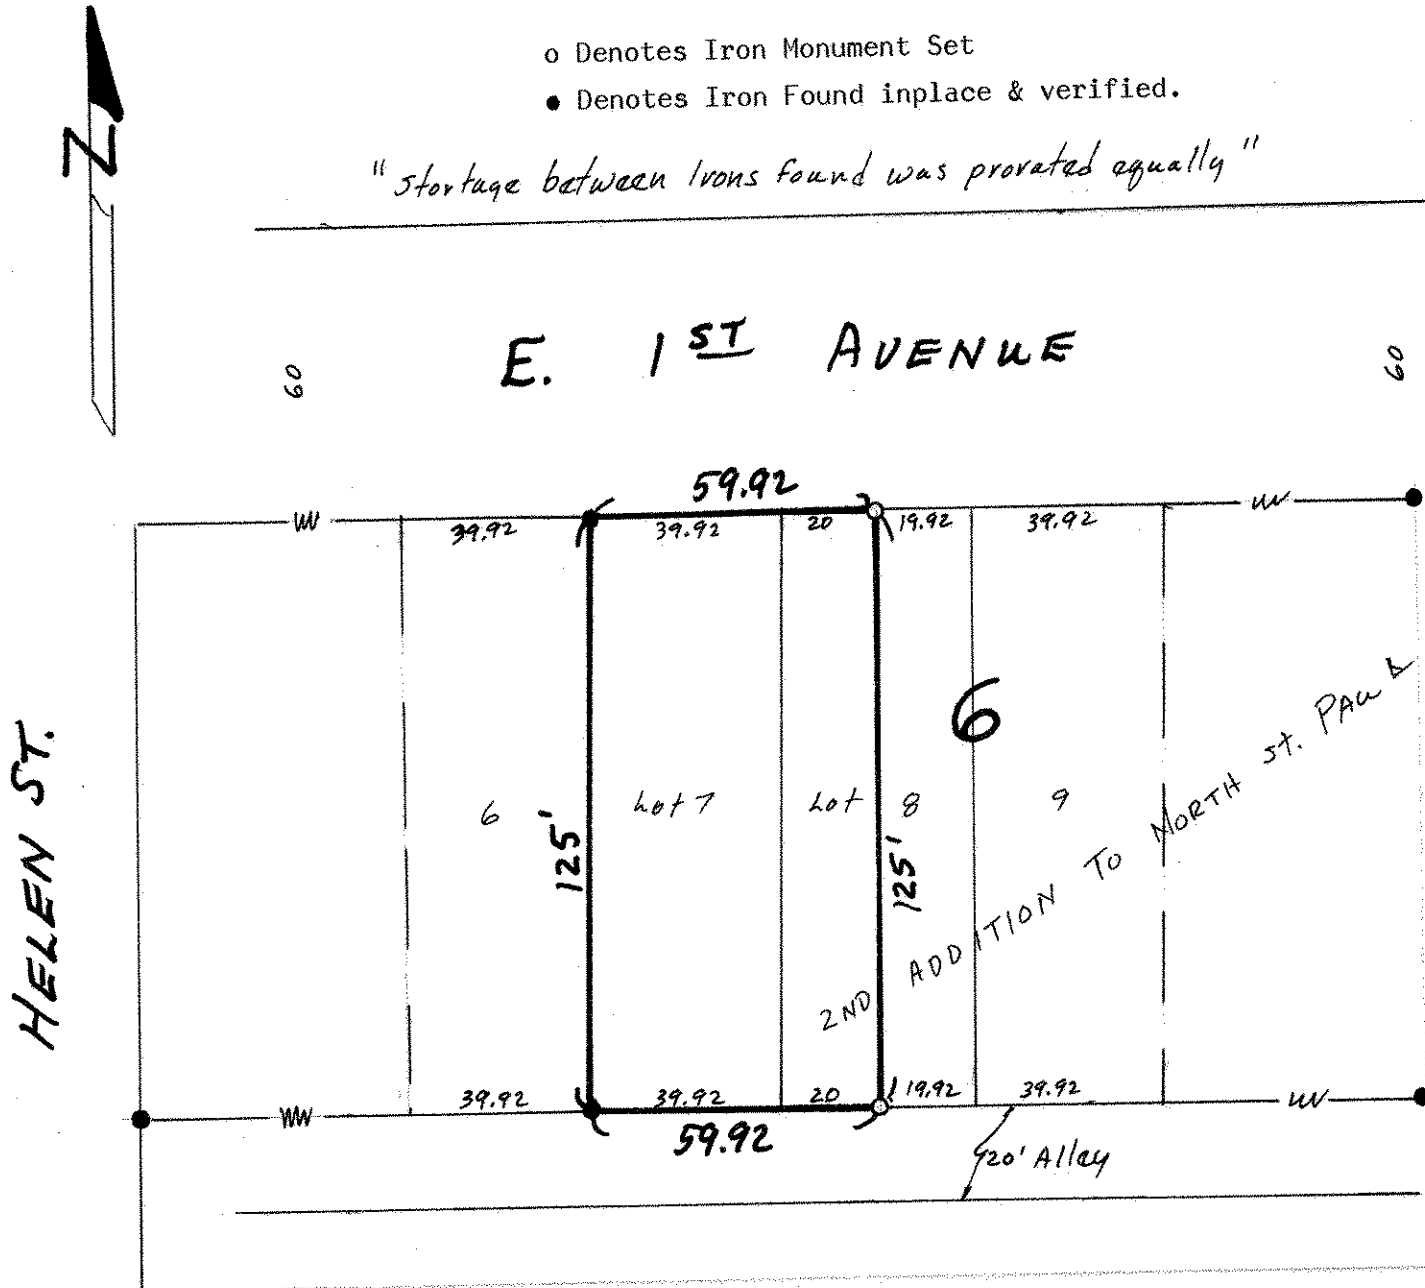 o Denotes Iron Monument Set
● Denotes Iron Found inplace & verified.
"Stortage between Irons found was prorated equally"
N
E. 1ST AVENUE
60
60
59.92
39.92
39.92
20
19.92
39.92
6
HELEN ST.
6
Lot 7
Lot 8
9
125'
125'
2ND ADDITION TO NORTH ST. PAUL
39.92
39.92
20
19.92
39.92
59.92
20' Alley